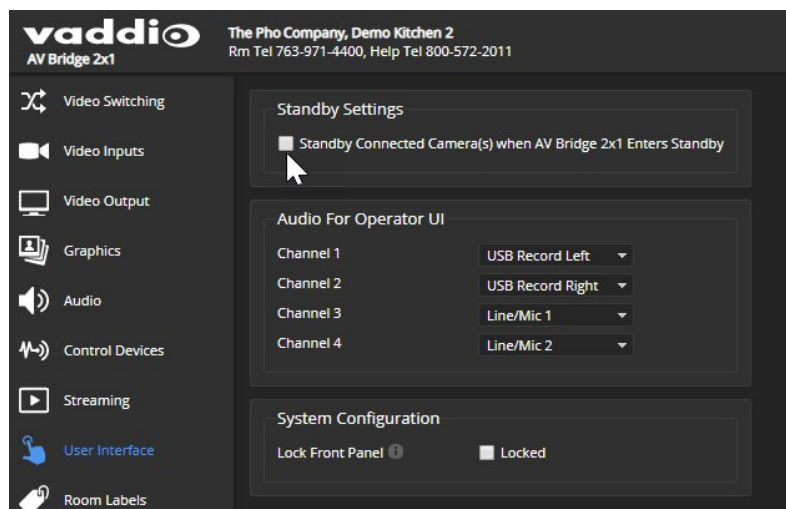 vaddio
AV Bridge 2x1
The Pho Company, Demo Kitchen 2
Rm Tel 763-971-4400, Help Tel 800-572-2011
Video Switching
Video Inputs
Video Output
Graphics
Audio
Control Devices
Streaming
User Interface
Room Labels
Standby Settings
Standby Connected Camera(s) when AV Bridge 2x1 Enters Standby
Audio For Operator UI
Channel 1 USB Record Left
Channel 2 USB Record Right
Channel 3 Line/Mic 1
Channel 4 Line/Mic 2
System Configuration
Lock Front Panel Locked